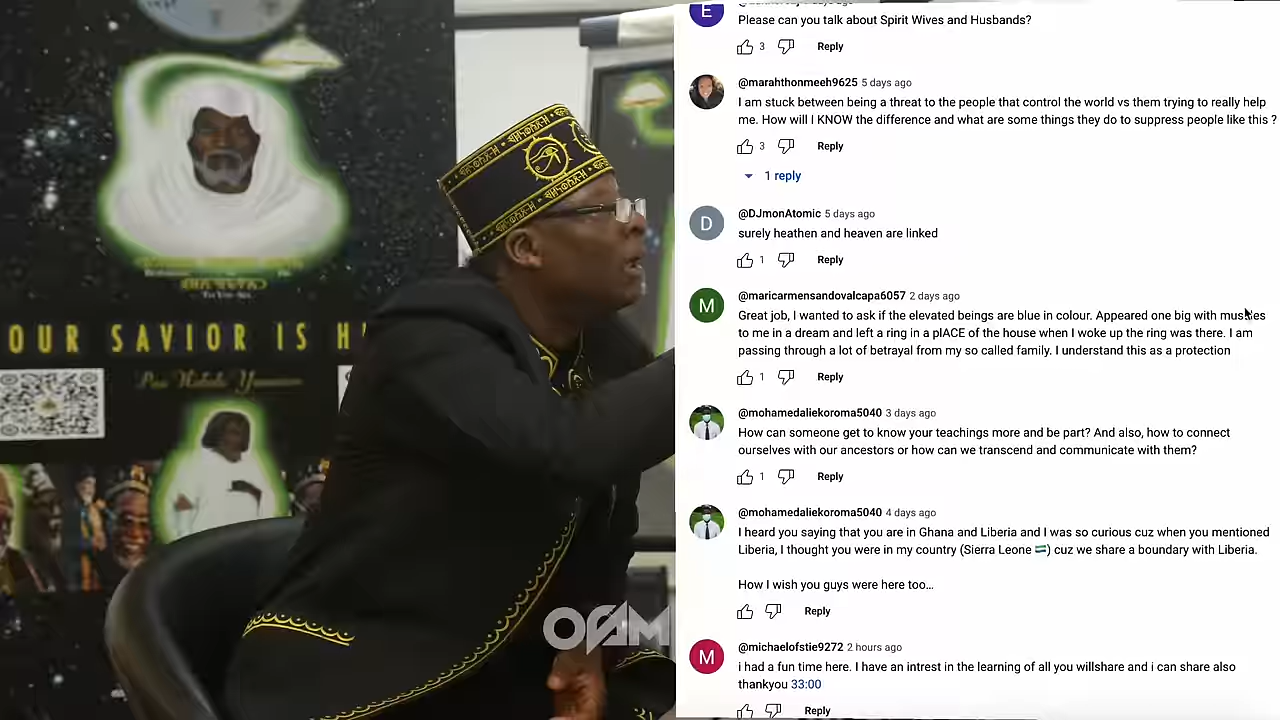 OUR SAVIOR IS H
OGAM
E
Please can you talk about Spirit Wives and Husbands?
3 Reply
@marahthonmeeh9625 5 days ago
I am stuck between being a threat to the people that control the world vs them trying to really help
me. How will I KNOW the difference and what are some things they do to suppress people like this ?
3 Reply
1 reply
D
@DJmonAtomic 5 days ago
surely heathen and heaven are linked
1 Reply
M
@maricarmensandovalcapa6057 2 days ago
Great job, I wanted to ask if the elevated beings are blue in colour. Appeared one big with muscles
to me in a dream and left a ring in a plACE of the house when I woke up the ring was there. I am
passing through a lot of betrayal from my so called family. I understand this as a protection
1 Reply
@mohamedaliekoroma5040 3 days ago
How can someone get to know your teachings more and be part? And also, how to connect
ourselves with our ancestors or how can we transcend and communicate with them?
1 Reply
@mohamedaliekoroma5040 4 days ago
I heard you saying that you are in Ghana and Liberia and I was so curious cuz when you mentioned
Liberia, I thought you were in my country (Sierra Leone 🇸🇱) cuz we share a boundary with Liberia.
How I wish you guys were here too...
Reply
M
@michaelofstie9272 2 hours ago
i had a fun time here. I have an intrest in the learning of all you willshare and i can share also
thankyou 33:00
Reply